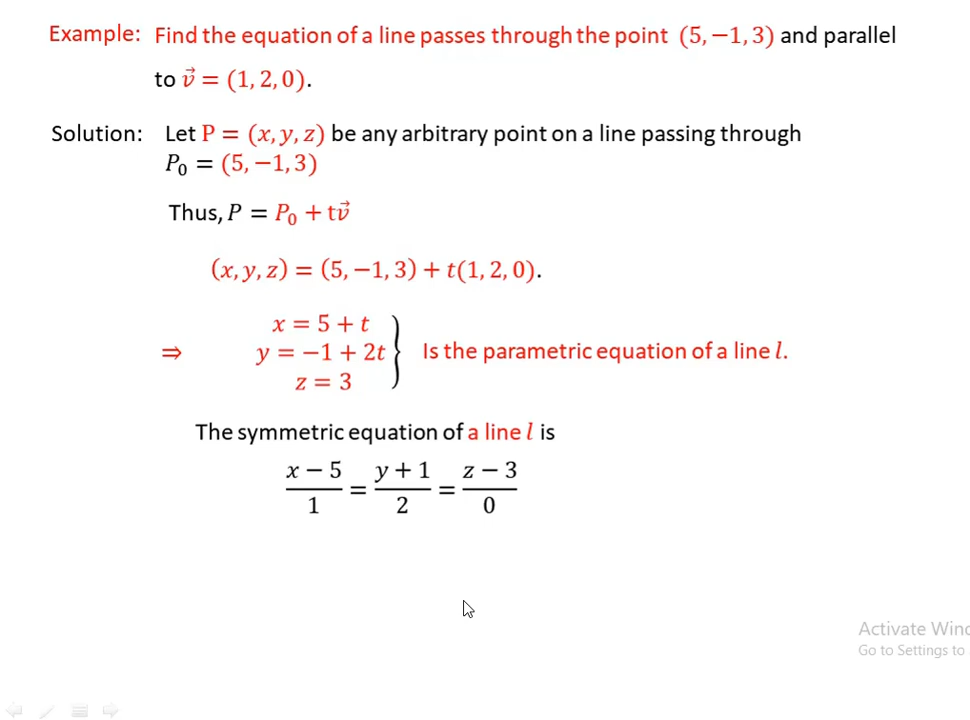 Example: Find the equation of a line passes through the point (5, −1, 3) and parallel
to v⃗ = (1, 2, 0).
Solution: Let P = (x, y, z) be any arbitrary point on a line passing through
P₀ = (5, −1, 3)
Thus, P = P₀ + tv⃗
(x, y, z) = (5, −1, 3) + t(1, 2, 0).
x = 5 + t
⇒ y = −1 + 2t } Is the parametric equation of a line l.
z = 3
The symmetric equation of a line l is
(x − 5)/1 = (y + 1)/2 = (z − 3)/0
Activate Wind
Go to Settings to